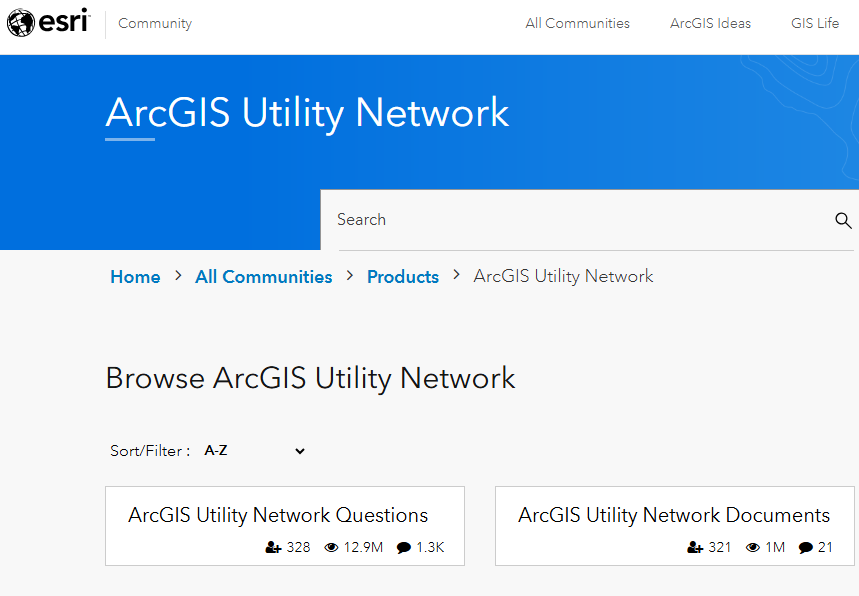 esri Community All Communities ArcGIS Ideas GIS Life
ArcGIS Utility Network
Search
Home > All Communities > Products > ArcGIS Utility Network
Browse ArcGIS Utility Network
Sort/Filter : A-Z
ArcGIS Utility Network Questions
328 12.9M 1.3K
ArcGIS Utility Network Documents
321 1M 21